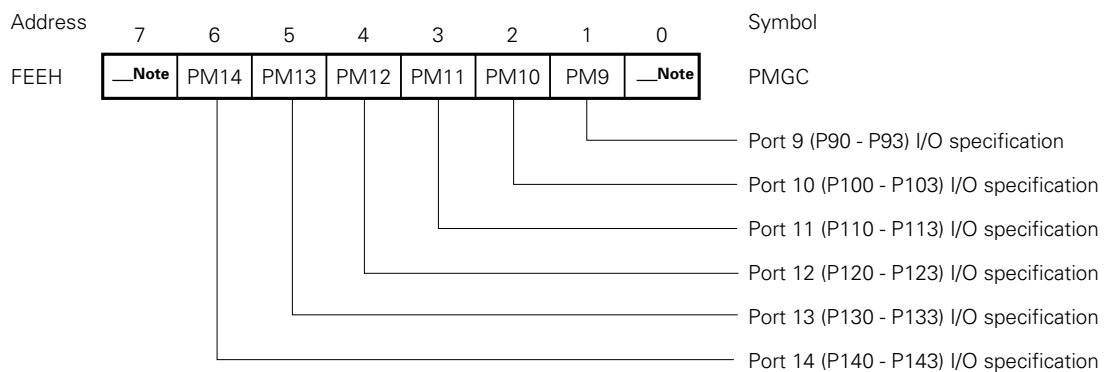 Address 7 6 5 4 3 2 1 0 Symbol
FEEH —Note PM14 PM13 PM12 PM11 PM10 PM9 —Note PMGC
Port 9 (P90 - P93) I/O specification
Port 10 (P100 - P103) I/O specification
Port 11 (P110 - P113) I/O specification
Port 12 (P120 - P123) I/O specification
Port 13 (P130 - P133) I/O specification
Port 14 (P140 - P143) I/O specification